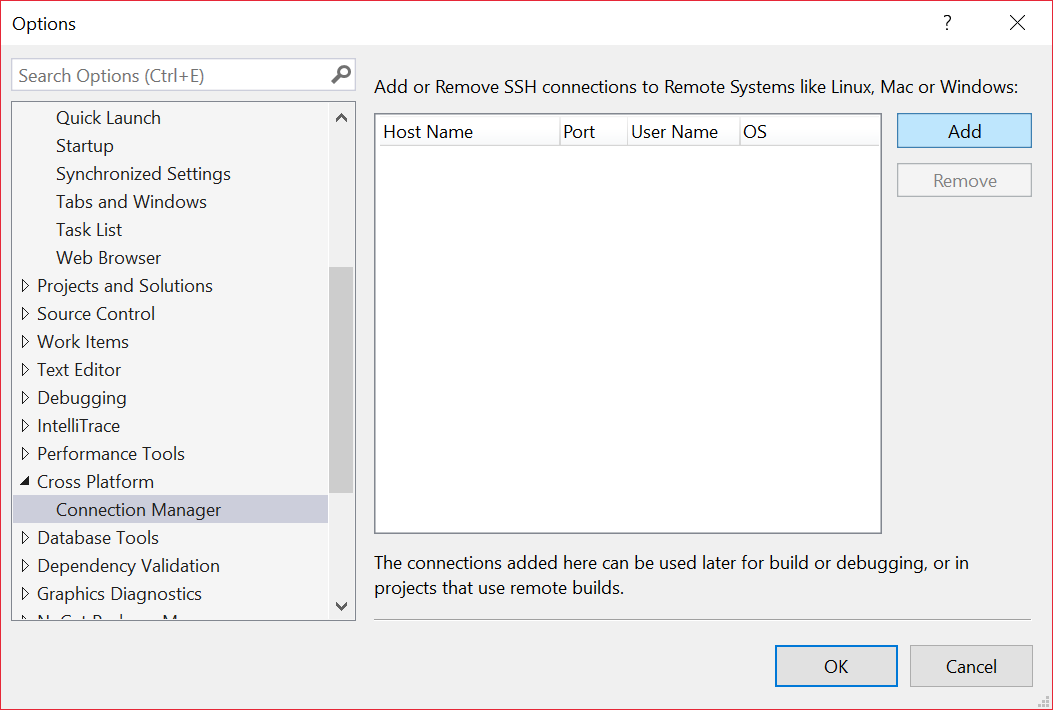 Options
?
Search Options (Ctrl+E)
Quick Launch
Startup
Synchronized Settings
Tabs and Windows
Task List
Web Browser
Projects and Solutions
Source Control
Work Items
Text Editor
Debugging
IntelliTrace
Performance Tools
Cross Platform
Connection Manager
Database Tools
Dependency Validation
Graphics Diagnostics
Add or Remove SSH connections to Remote Systems like Linux, Mac or Windows:
Host Name Port User Name OS
Add
Remove
The connections added here can be used later for build or debugging, or in
projects that use remote builds.
OK Cancel